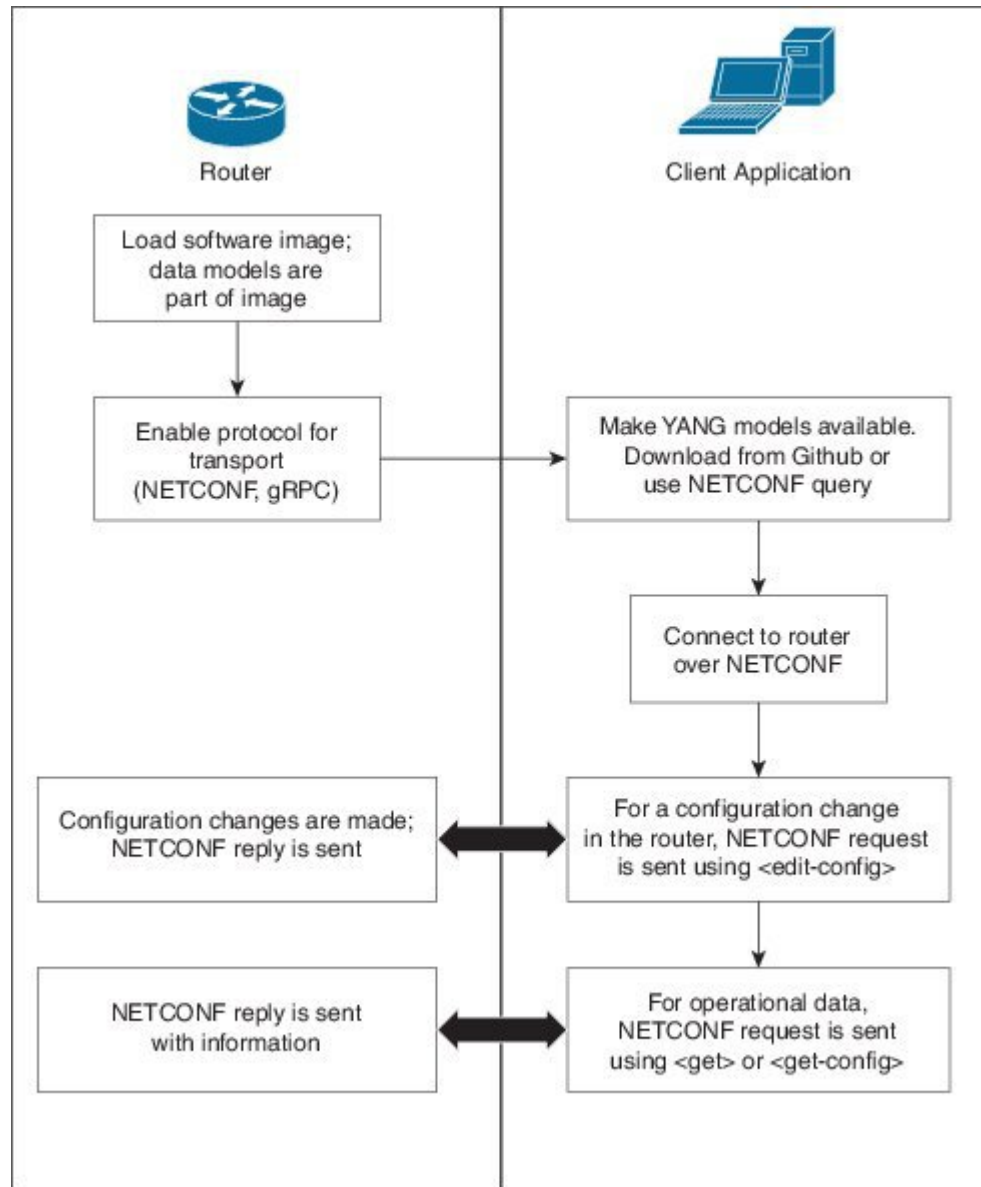 Router
Client Application
Load software image;
data models are
part of image
Enable protocol for
transport
(NETCONF, gRPC)
Make YANG models available.
Download from Github or
use NETCONF query
Connect to router
over NETCONF
Configuration changes are made;
NETCONF reply is sent
For a configuration change
in the router, NETCONF request
is sent using <edit-config>
NETCONF reply is sent
with information
For operational data,
NETCONF request is sent
using <get> or <get-config>